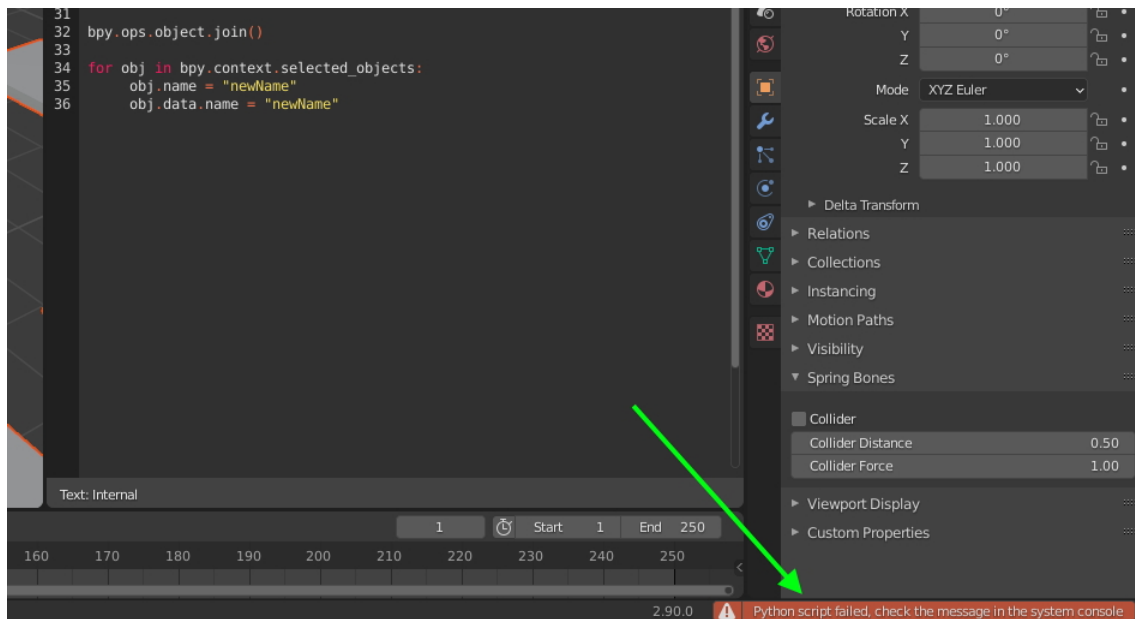 31
32 bpy.ops.object.join()
33
34 for obj in bpy.context.selected_objects:
35 obj.name = "newName"
36 obj.data.name = "newName"
Text: Internal
1 Start 1 End 250
160 170 180 190 200 210 220 230 240 250
2.90.0 Python script failed, check the message in the system console
Rotation X 0°
Y 0°
Z 0°
Mode XYZ Euler
Scale X 1.000
Y 1.000
Z 1.000
Delta Transform
Relations
Collections
Instancing
Motion Paths
Visibility
Spring Bones
Collider
Collider Distance 0.50
Collider Force 1.00
Viewport Display
Custom Properties